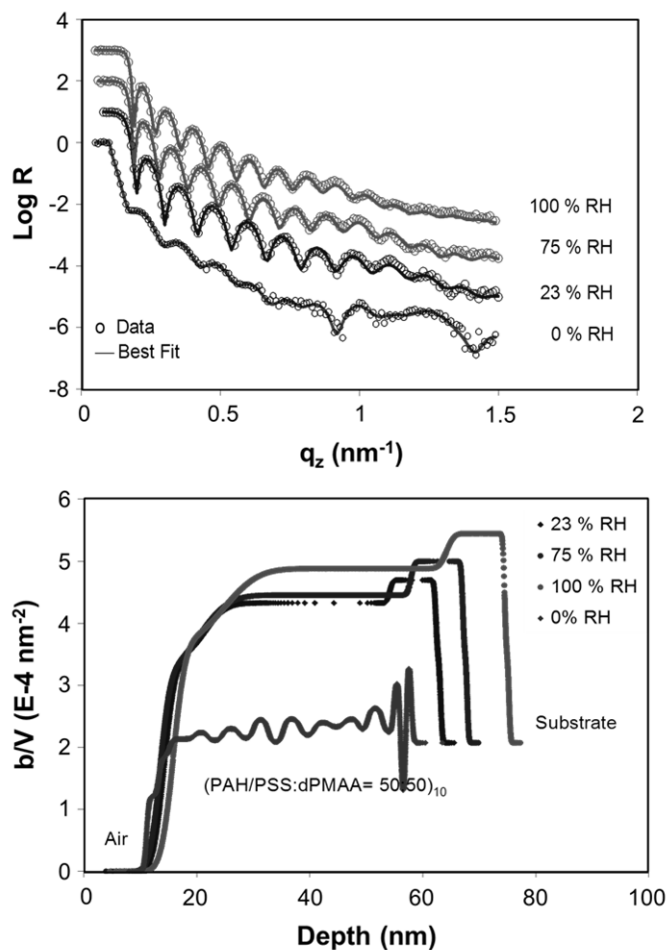 4
2
0
-2
-4
-6
-8
Log R
100 % RH
75 % RH
23 % RH
0 % RH
Data
Best Fit
0 0.5 1 1.5 2
q_z (nm⁻¹)
6
5
4
3
2
1
0
b/V (E-4 nm⁻²)
23 % RH
75 % RH
100 % RH
0% RH
Substrate
(PAH/PSS:dPMAA= 50:50)₁₀
Air
0 20 40 60 80 100
Depth (nm)